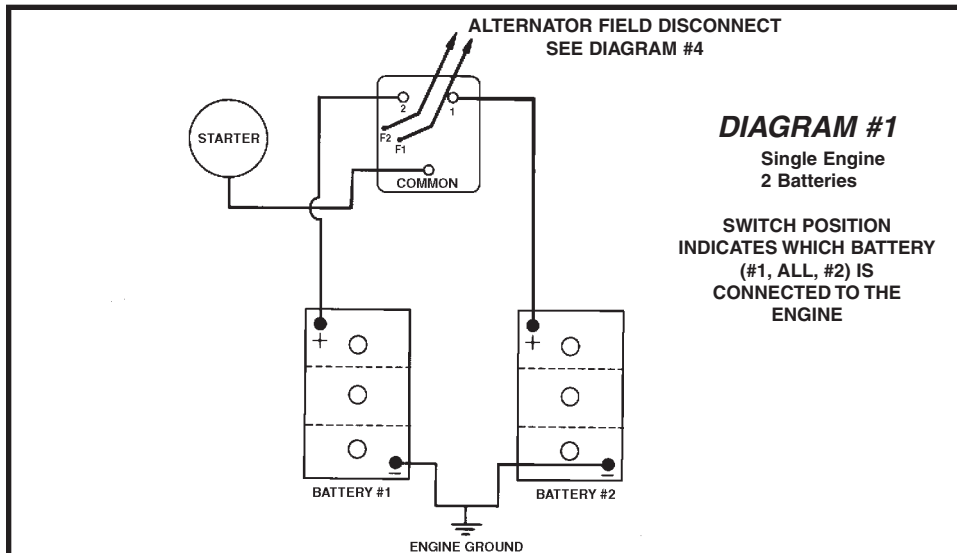 ALTERNATOR FIELD DISCONNECT
SEE DIAGRAM #4
2
1
F2
F1
COMMON
STARTER
DIAGRAM #1
Single Engine
2 Batteries
SWITCH POSITION
INDICATES WHICH BATTERY
(#1, ALL, #2) IS
CONNECTED TO THE
ENGINE
+
+
−
−
BATTERY #1
BATTERY #2
ENGINE GROUND